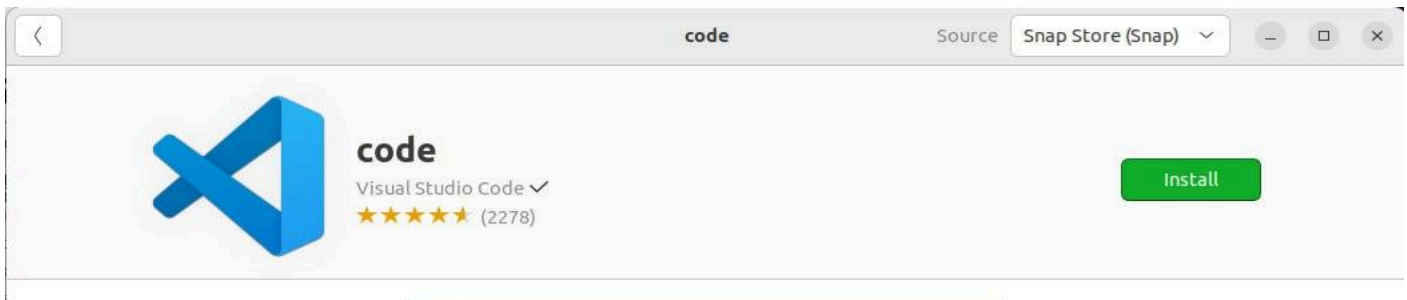 code Source Snap Store (Snap)
code
Visual Studio Code
(2278)
Install